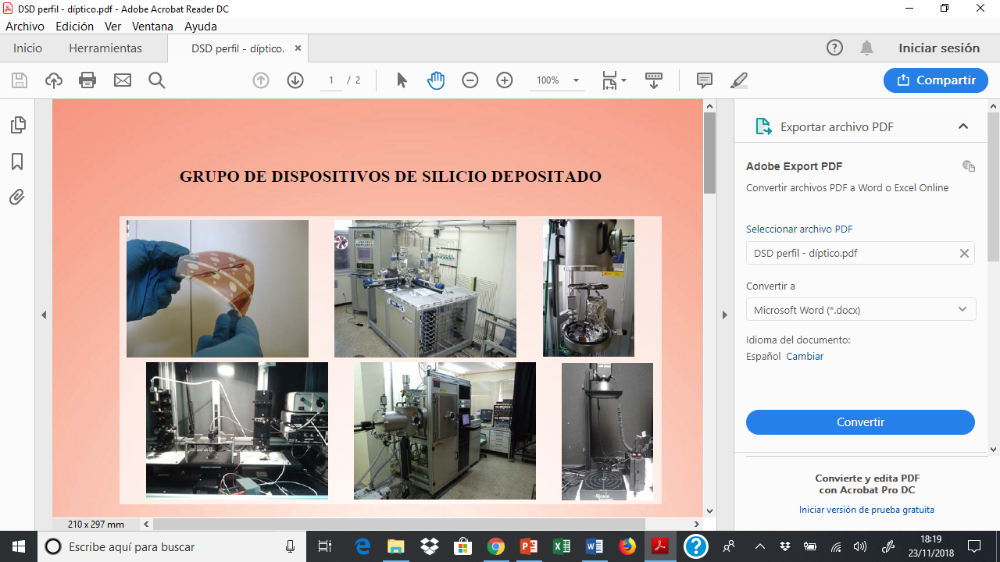 DSD perfil - díptico.pdf - Adobe Acrobat Reader DC
Archivo Edición Ver Ventana Ayuda
Inicio Herramientas DSD perfil - díptico. Iniciar sesión
1 / 2 100% Compartir
Exportar archivo PDF
Adobe Export PDF
Convertir archivos PDF a Word o Excel Online
Seleccionar archivo PDF
DSD perfil - díptico.pdf
Convertir a
Microsoft Word (*.docx)
Idioma del documento:
Español Cambiar
Convertir
Convierte y edita PDF
con Acrobat Pro DC
Iniciar versión de prueba gratuita
GRUPO DE DISPOSITIVOS DE SILICIO DEPOSITADO
210 x 297 mm
Escribe aquí para buscar
18:19
23/11/2018